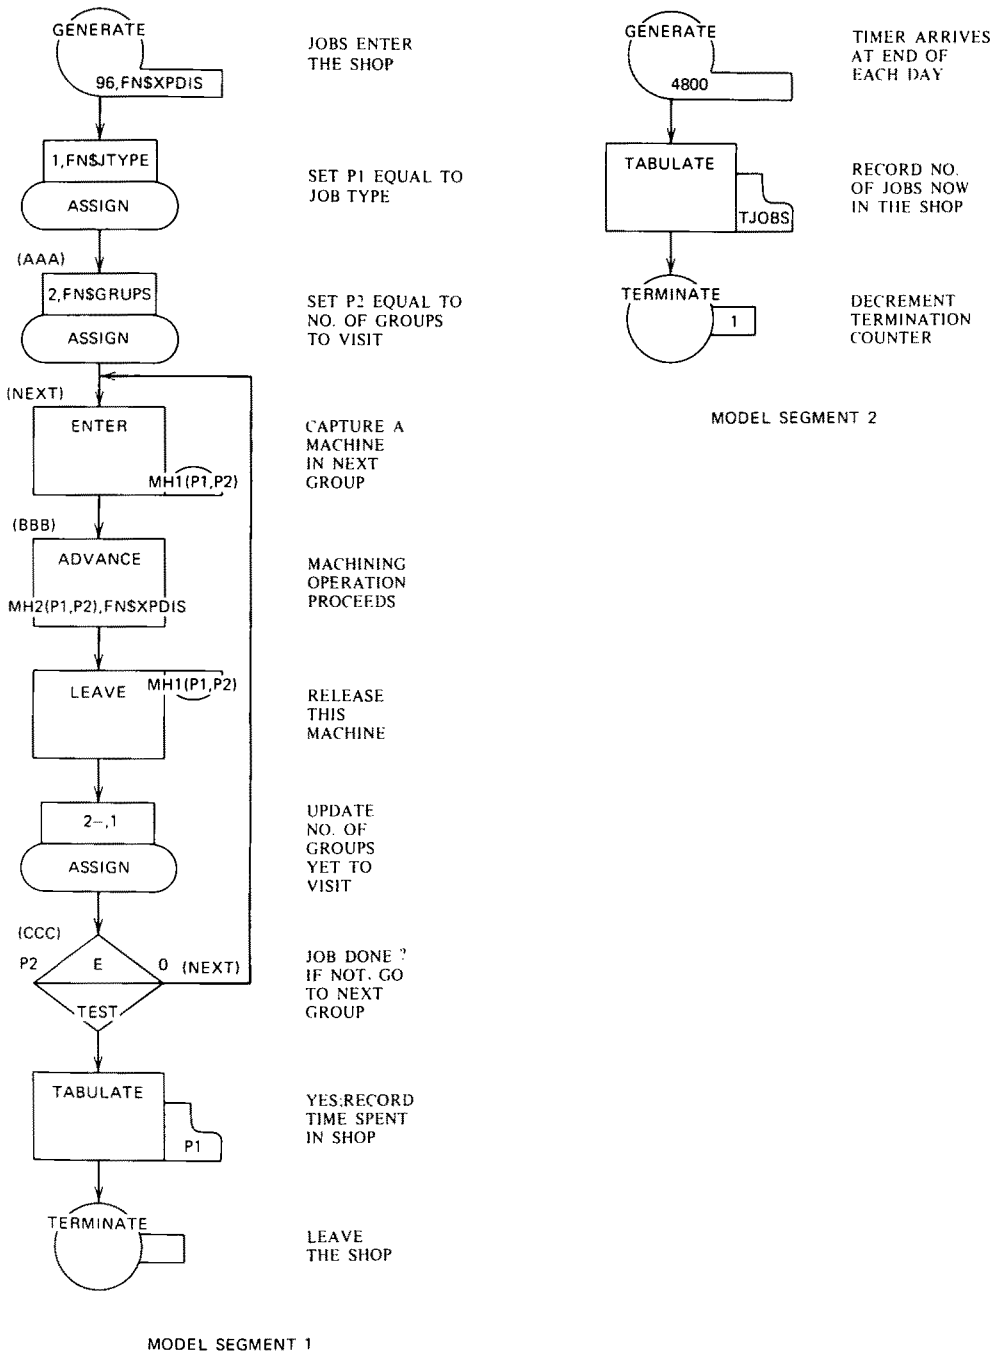 GENERATE
96,FN$XPDIS
JOBS ENTER
THE SHOP
1,FN$JTYPE
ASSIGN
SET P1 EQUAL TO
JOB TYPE
(AAA)
2,FN$GRUPS
ASSIGN
SET P2 EQUAL TO
NO. OF GROUPS
TO VISIT
(NEXT)
ENTER
MH1(P1,P2)
CAPTURE A
MACHINE
IN NEXT
GROUP
(BBB)
ADVANCE
MH2(P1,P2),FN$XPDIS
MACHINING
OPERATION
PROCEEDS
LEAVE
MH1(P1,P2)
RELEASE
THIS
MACHINE
2–,1
ASSIGN
UPDATE
NO. OF
GROUPS
YET TO
VISIT
(CCC)
P2
E
0
(NEXT)
TEST
JOB DONE ?
IF NOT, GO
TO NEXT
GROUP
TABULATE
P1
YES;RECORD
TIME SPENT
IN SHOP
TERMINATE
LEAVE
THE SHOP
MODEL SEGMENT 1
GENERATE
4800
TIMER ARRIVES
AT END OF
EACH DAY
TABULATE
TJOBS
RECORD NO.
OF JOBS NOW
IN THE SHOP
TERMINATE
1
DECREMENT
TERMINATION
COUNTER
MODEL SEGMENT 2